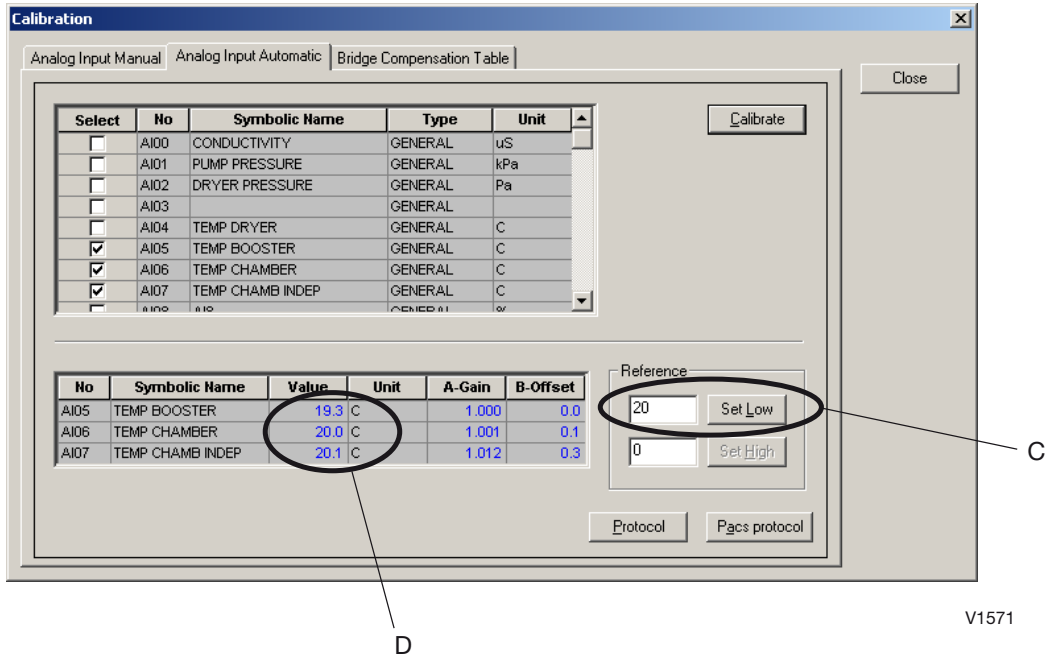 Calibration
Analog Input Manual Analog Input Automatic Bridge Compensation Table
Close
Select No Symbolic Name Type Unit
AI00 CONDUCTIVITY GENERAL uS
AI01 PUMP PRESSURE GENERAL kPa
AI02 DRYER PRESSURE GENERAL Pa
AI03 GENERAL
AI04 TEMP DRYER GENERAL C
AI05 TEMP BOOSTER GENERAL C
AI06 TEMP CHAMBER GENERAL C
AI07 TEMP CHAMB INDEP GENERAL C
Calibrate
No Symbolic Name Value Unit A-Gain B-Offset
AI05 TEMP BOOSTER 19.3 C 1.000 0.0
AI06 TEMP CHAMBER 20.0 C 1.001 0.1
AI07 TEMP CHAMB INDEP 20.1 C 1.012 0.3
Reference
20 Set Low
0 Set High
Protocol Pacs protocol
C
D
V1571